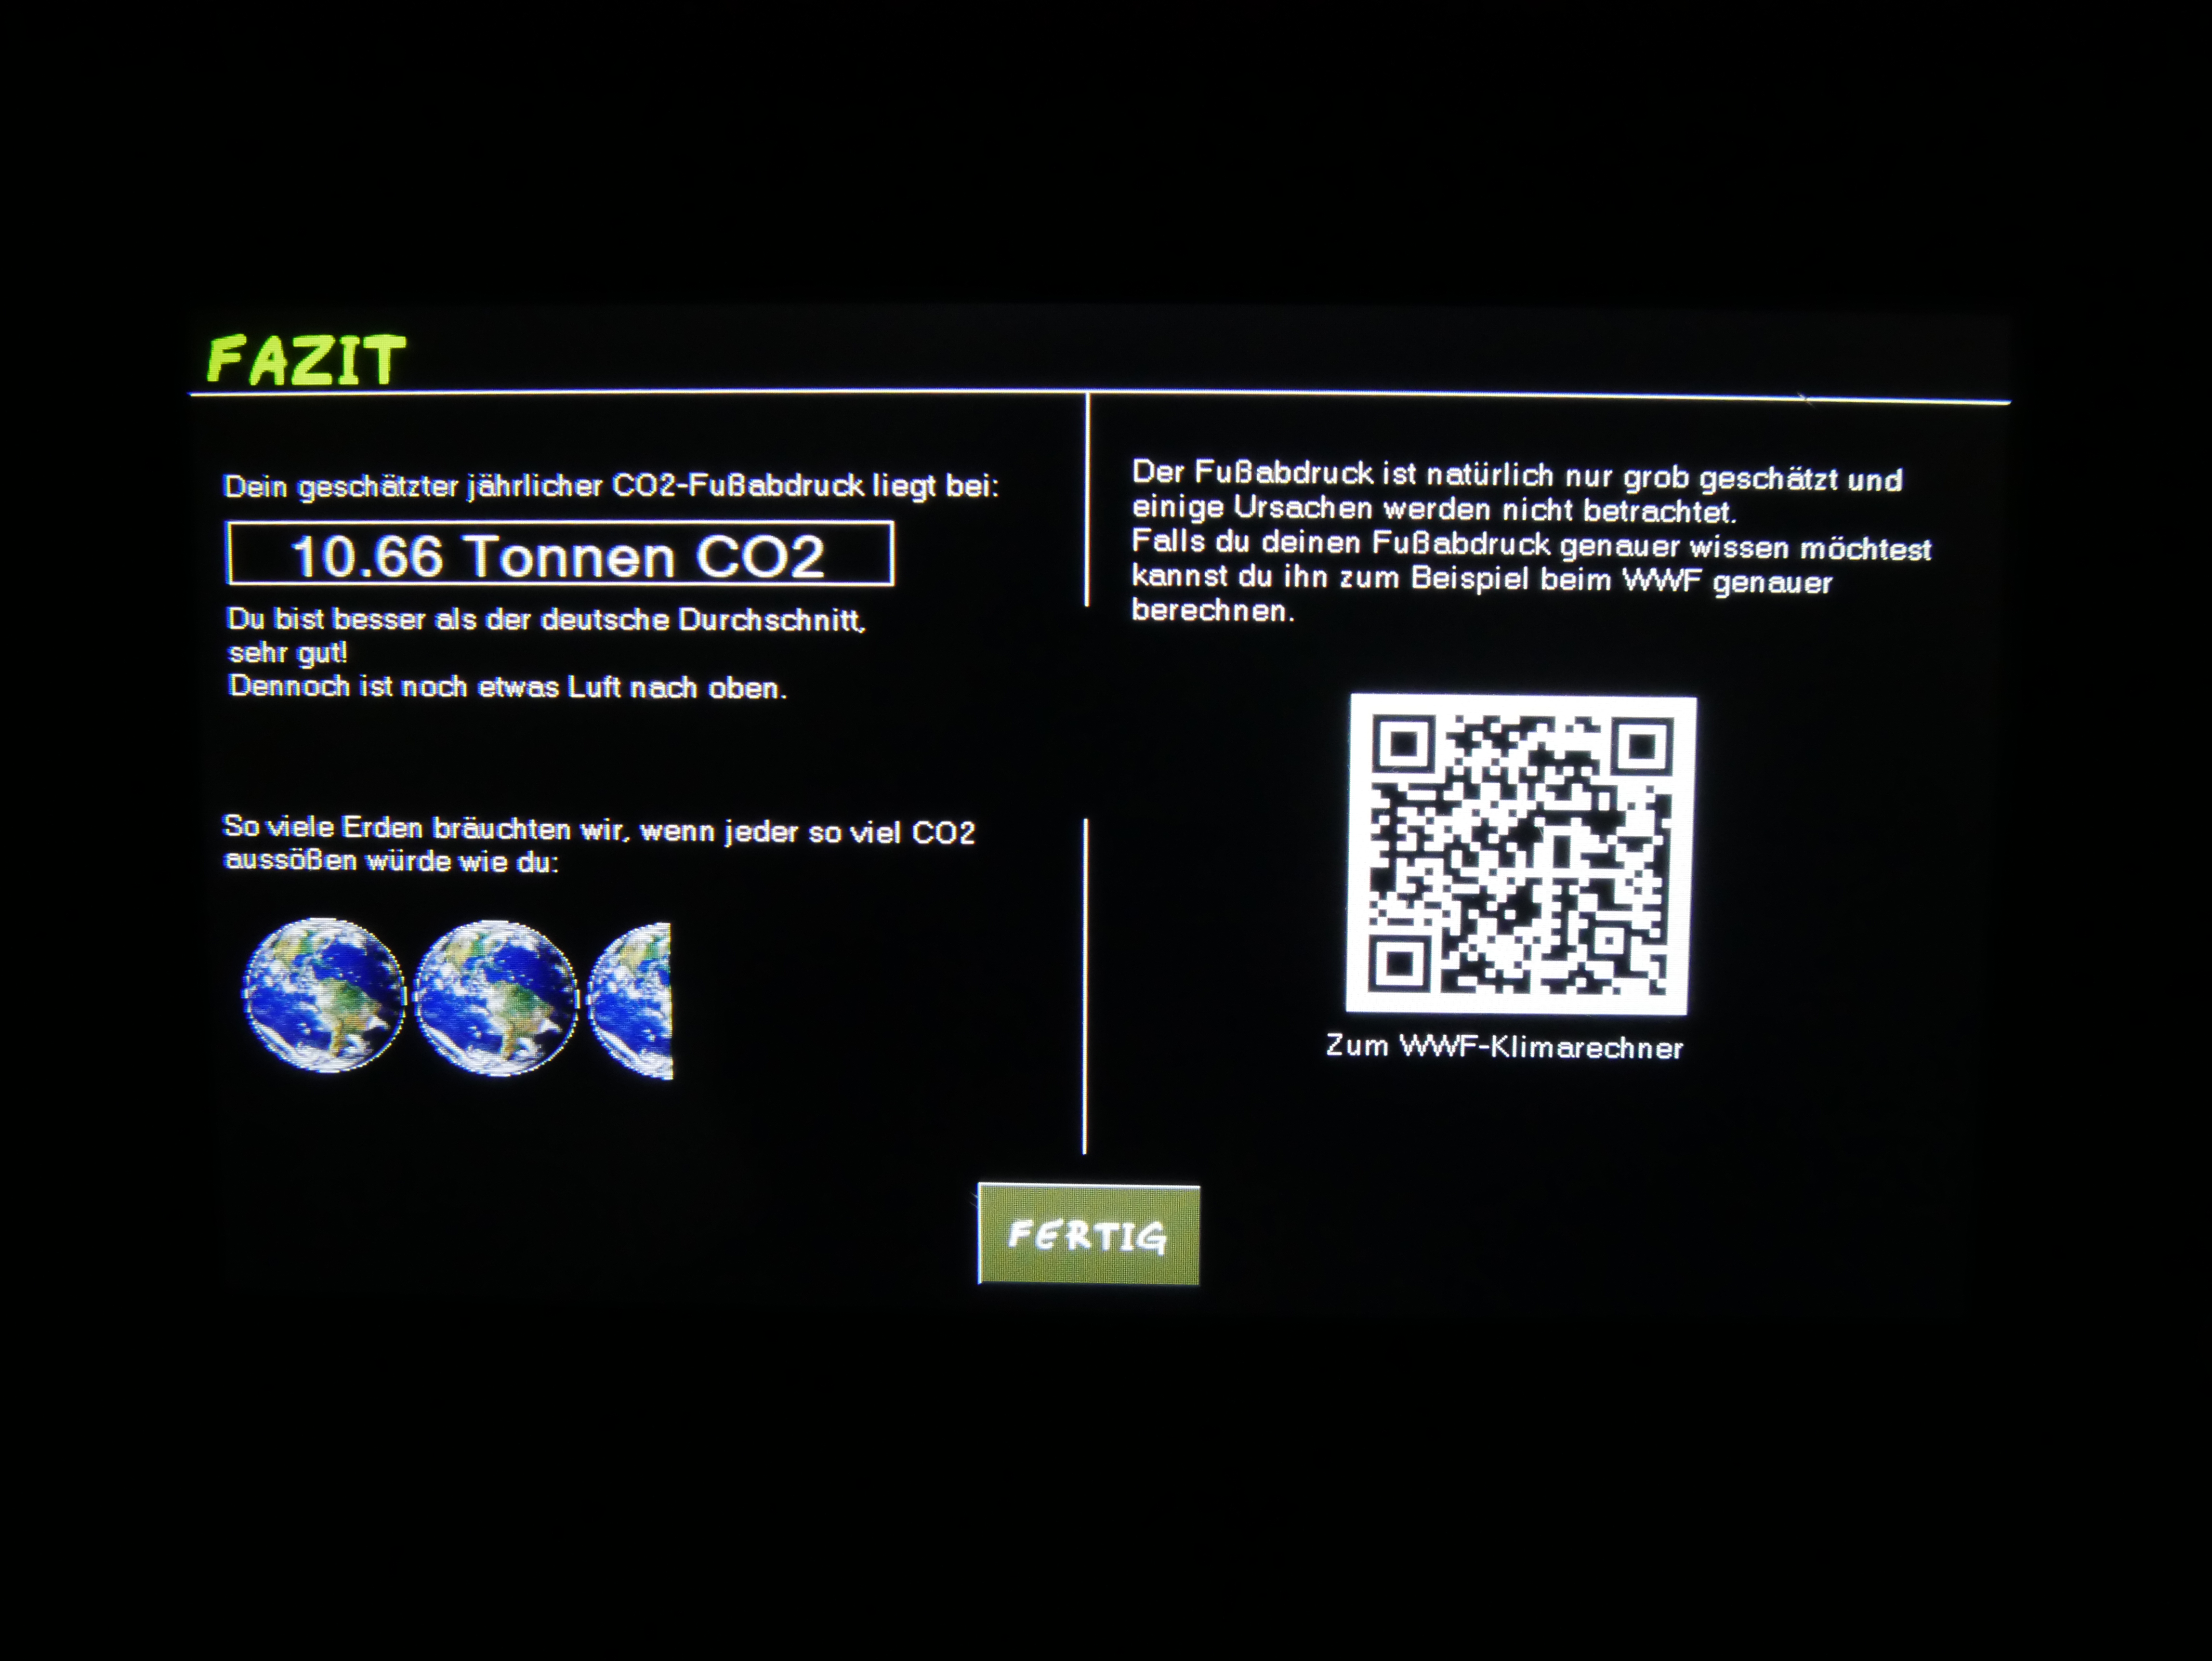 FAZIT
Dein geschätzter jährlicher CO2-Fußabdruck liegt bei:
10.66 Tonnen CO2
Du bist besser als der deutsche Durchschnitt,
sehr gut!
Dennoch ist noch etwas Luft nach oben.
So viele Erden bräuchten wir, wenn jeder so viel CO2
aussößen würde wie du:
Der Fußabdruck ist natürlich nur grob geschätzt und
einige Ursachen werden nicht betrachtet.
Falls du deinen Fußabdruck genauer wissen möchtest
kannst du ihn zum Beispiel beim WWF genauer
berechnen.
Zum WWF-Klimarechner
FERTIG